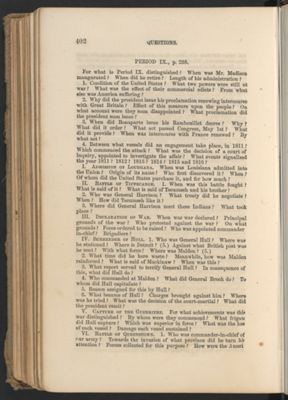 402
QUESTIONS.
PERIOD IX., p. 288.
For what is Period IX. distinguished? When was Mr. Madison
inaugurated? When did he retire? Length of his administration?
1. Condition of the United States? What two powers were still at
war? What was the effect of their commercial edicts? From what
else was America suffering?
2. Why did the president issue his proclamation renewing intercourse
with Great Britain? Effect of this measure upon the people? On
what account were they soon disappointed? What proclamation did
the president soon issue?
3. When did Bonaparte issue his Rambouillet decree? Why?
What did it order? What act passed Congress, May 1st? What
did it provide? When was intercourse with France renewed? By
what act?
4. Between what vessels did an engagement take place, in 1811?
Which commenced the attack? What was the decision of a court of
inquiry, appointed to investigate the affair? What events signalized
the year 1811? 1812? 1813? 1814? 1815 and 1816?
I. ADMISSION OF LOUISIANA. 1. When was Louisiana admitted into
the Union? Origin of its name? Who first discovered it? When?
Of whom did the United States purchase it, and for how much?
II. BATTLE OF TIPPECANOE. 1. When was this battle fought?
What is said of it? What is said of Tecumseh and his brother?
2. Who was General Harrison? What treaty did he negotiate?
When? How did Tecumseh like it?
3. Where did General Harrison meet these Indians? What took
place?
III. DECLARATION OF WAR. When was war declared? Principal
grounds of the war? Who protested against the war? On what
grounds? Force ordered to be raised? Who was appointed commander
in-chief? Brigadiers?
IV. SURRENDER OF HULL. 1. Who was General Hull? Where was
he stationed? Where is Detroit? (5.) Against what British post was
he sent? With what force? Where was Malden? (5.)
2. What time did he here waste? Meanwhile, how was Malden
reinforced? What is said of Mackinaw? When was this?
3. What report served to terrify General Hull? In consequence of
this, what did Hull do?
4. Who commanded at Malden? What did General Brock do? To
whom did Hull capitulate?
5. Reason assigned for this by Hull?
6. What became of Hull? Charges brought against him? Where
was he tried? What was the decision of the court-martial? What did
the president remit?
V. CAPTURE OF THE GUERRIERE. For what achievements was this
war distinguished? By whom were they commenced? What frigate
did Hull capture? Which was superior in force? What was the loss
of each vessel? Damage each vessel sustained?
VI. BATTLE OF QUEENSTOWN. 1. Who was commander-in-chief of
our army? Towards the invasion of what province did he turn his
attention? Forces collected for this purpose? How were the Ameri